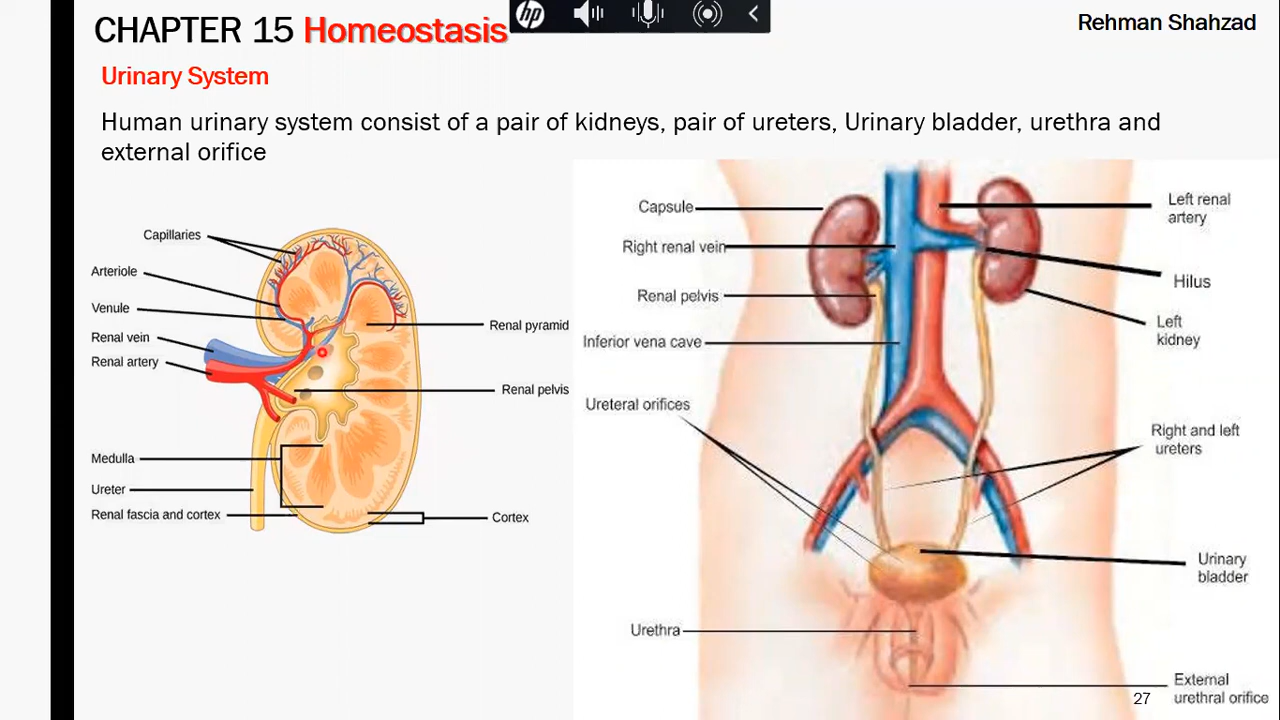 CHAPTER 15 Homeostasis
hp
Rehman Shahzad
Urinary System
Human urinary system consist of a pair of kidneys, pair of ureters, Urinary bladder, urethra and
external orifice
Capillaries
Arteriole
Venule
Renal vein
Renal artery
Medulla
Ureter
Renal fascia and cortex
Renal pyramid
Renal pelvis
Cortex
Capsule
Right renal vein
Renal pelvis
Inferior vena cave
Ureteral orifices
Urethra
Left renal
artery
Hilus
Left
kidney
Right and left
ureters
Urinary
bladder
External
urethral orifice
27